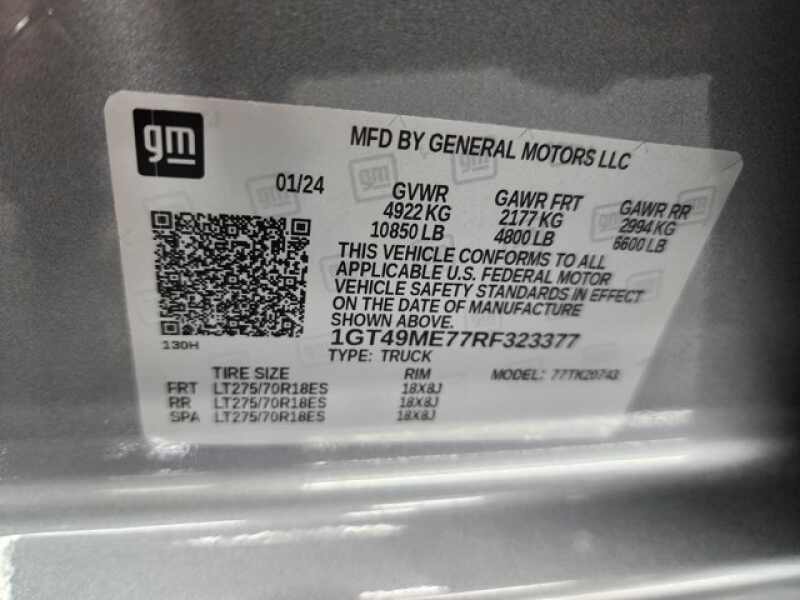 gm
MFD BY GENERAL MOTORS LLC
01/24
GVWR GAWR FRT GAWR RR
4922 KG 2177 KG 2994 KG
10850 LB 4800 LB 6600 LB
THIS VEHICLE CONFORMS TO ALL
APPLICABLE U.S. FEDERAL MOTOR
VEHICLE SAFETY STANDARDS IN EFFECT
ON THE DATE OF MANUFACTURE
SHOWN ABOVE.
130H
1GT49ME77RF323377
TYPE: TRUCK
TIRE SIZE RIM MODEL: 77TK20743
FRT LT275/70R18ES 18X8J
RR LT275/70R18ES 18X8J
SPA LT275/70R18ES 18X8J